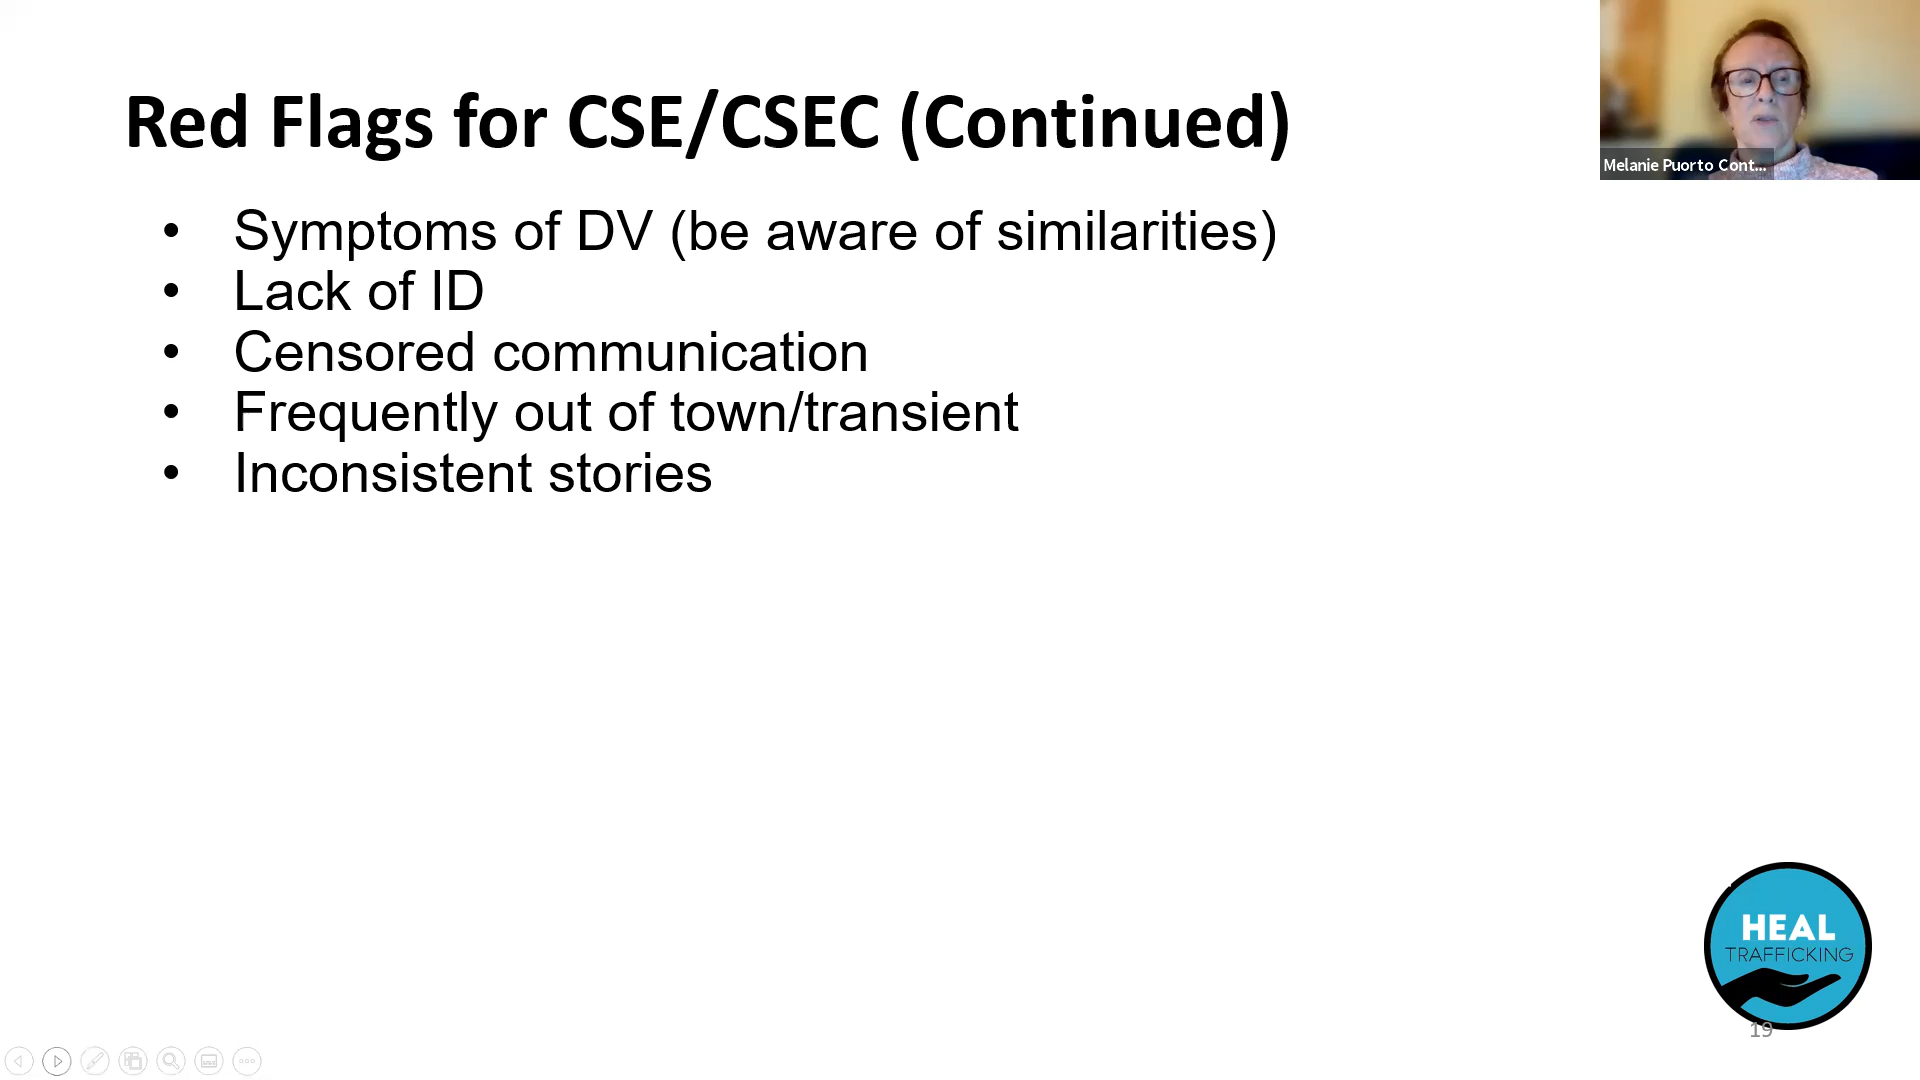 Red Flags for CSE/CSEC (Continued)
• Symptoms of DV (be aware of similarities)
• Lack of ID
• Censored communication
• Frequently out of town/transient
• Inconsistent stories
Melanie Puorto Cont...
HEAL
TRAFFICKING
19